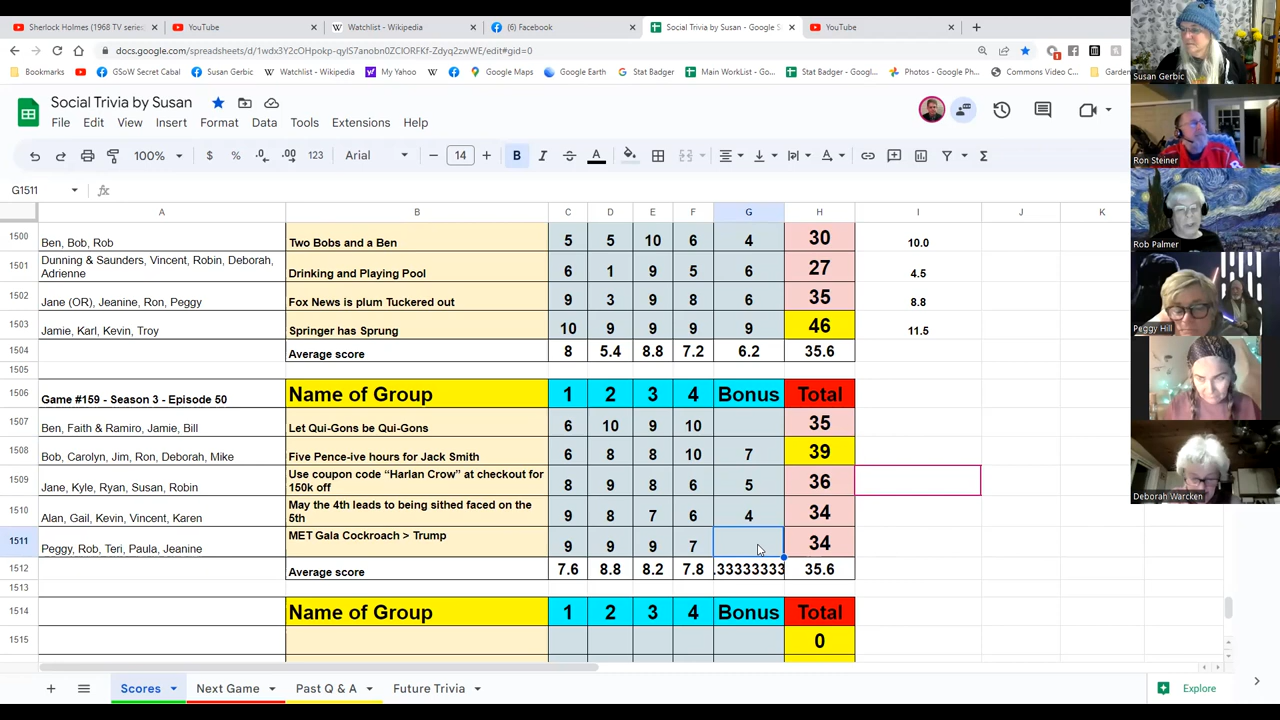 Sherlock Holmes (1968 TV series
YouTube
Watchlist - Wikipedia
(6) Facebook
Social Trivia by Susan - Google S
YouTube
docs.google.com/spreadsheets/d/1wdx3Y2cOHpokp-qyIS7anobn0ZCIORFKf-Zdyq2zwWE/edit#gid=0
Bookmarks
GSoW Secret Cabal
Susan Gerbic
Watchlist - Wikipe...
My Yahoo
Google Maps
Google Earth
Stat Badger
Main WorkList - Go...
Stat Badger - Googl...
Photos - Google Ph...
Commons Video C...
Garden
Social Trivia by Susan
File Edit View Insert Format Data Tools Extensions Help
100% $ % .0 .00 123 Arial 14 B I A
G1511 fx
A B C D E F G H I J K
1500 Ben, Bob, Rob Two Bobs and a Ben 5 5 10 6 4 30 10.0
1501 Dunning & Saunders, Vincent, Robin, Deborah,
Adrienne Drinking and Playing Pool 6 1 9 5 6 27 4.5
1502 Jane (OR), Jeanine, Ron, Peggy Fox News is plum Tuckered out 9 3 9 8 6 35 8.8
1503 Jamie, Karl, Kevin, Troy Springer has Sprung 10 9 9 9 9 46 11.5
1504 Average score 8 5.4 8.8 7.2 6.2 35.6
1505
1506 Game #159 - Season 3 - Episode 50 Name of Group 1 2 3 4 Bonus Total
1507 Ben, Faith & Rāniro, Jamie, Bill Let Qui-Gons be Qui-Gons 6 10 9 10 35
1508 Bob, Carolyn, Jn, Ron, Deborah, Mike Five Pence-ive hours for Jack Smith 6 8 8 10 7 39
1509 Jane, Kyle, Ryan, Susan, Robin Use coupon code “Harlan Crow” at checkout for
150k off 8 9 8 6 5 36
1510 Alan, Gail, Kevin, Vincent, Karen May the 4th leads to being sithed faced on the
5th 9 8 7 6 4 34
1511 Peggy, Rob, Teri, Paula, Jeanine MET Gala Cockroach > Trump 9 9 9 7 34
1512 Average score 7.6 8.8 8.2 7.8 .33333333 35.6
1513
1514 Name of Group 1 2 3 4 Bonus Total
1515 0
Scores Next Game Past Q & A Future Trivia
Explore
Susan Gerbic
Ron Steiner
Rob Palmer
Peggy Hill
Deborah Warcken